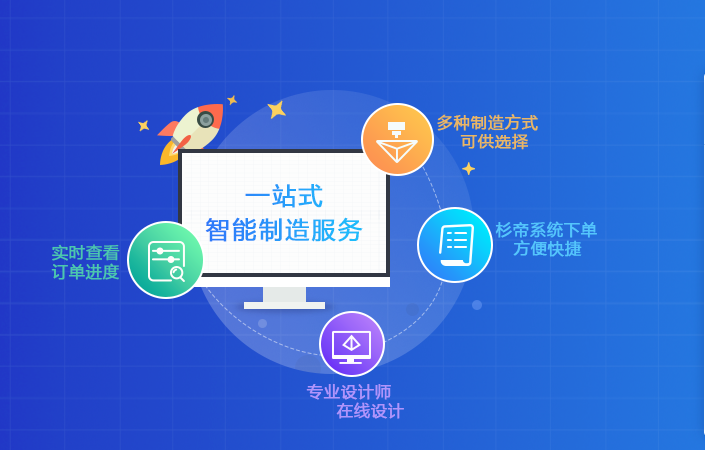 一站式
智能制造服务
多种制造方式
可供选择
杉帝系统下单
方便快捷
专业设计师
在线设计
实时查看
订单进度